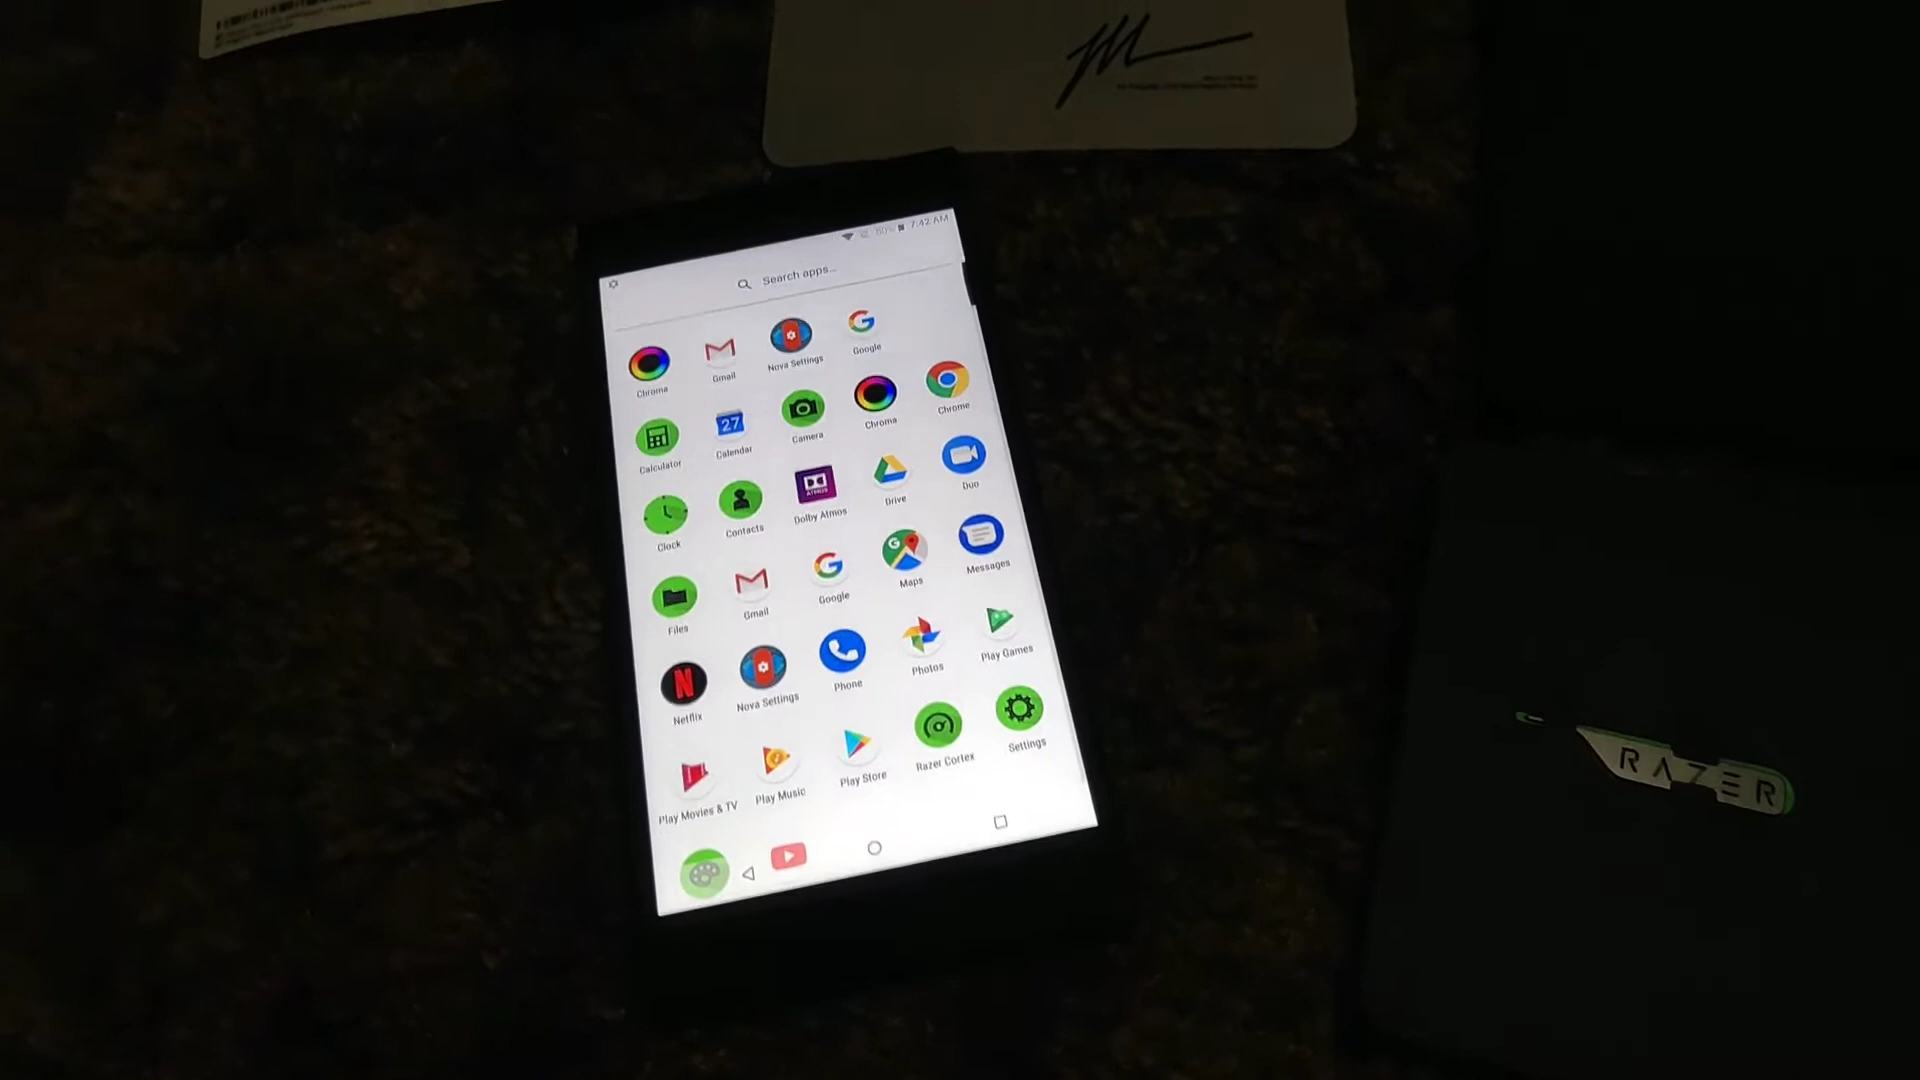 7:42 AM
Search apps...
Chroma
Gmail
Nova Settings
Google
Calculator
27
Calendar
Camera
Chroma
Chrome
Clock
Contacts
ATMOS
Dolby Atmos
Drive
Duo
Files
Gmail
Google
Maps
Messages
N
Netflix
Nova Settings
Phone
Photos
Play Games
Play Movies & TV
Play Music
Play Store
Razer Cortex
Settings
RAZER